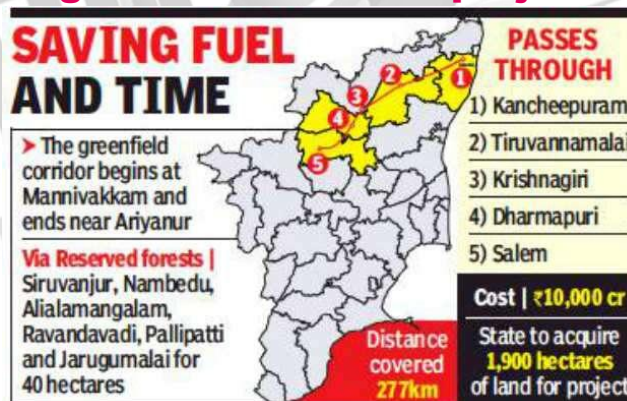 SAVING FUEL
AND TIME
➤ The greenfield
corridor begins at
Mannivakkam and
ends near Ariyanur
Via Reserved forests |
Siruvanjur, Nambedu,
Alialamangalam,
Ravandavadi, Pallipatti
and Jarugumalai for
40 hectares
1
2
3
4
5
Distance
covered
277km
PASSES
THROUGH
1) Kancheepuram
2) Tiruvannamalai
3) Krishnagiri
4) Dharmapuri
5) Salem
Cost | ₹10,000 cr
State to acquire
1,900 hectares
of land for project